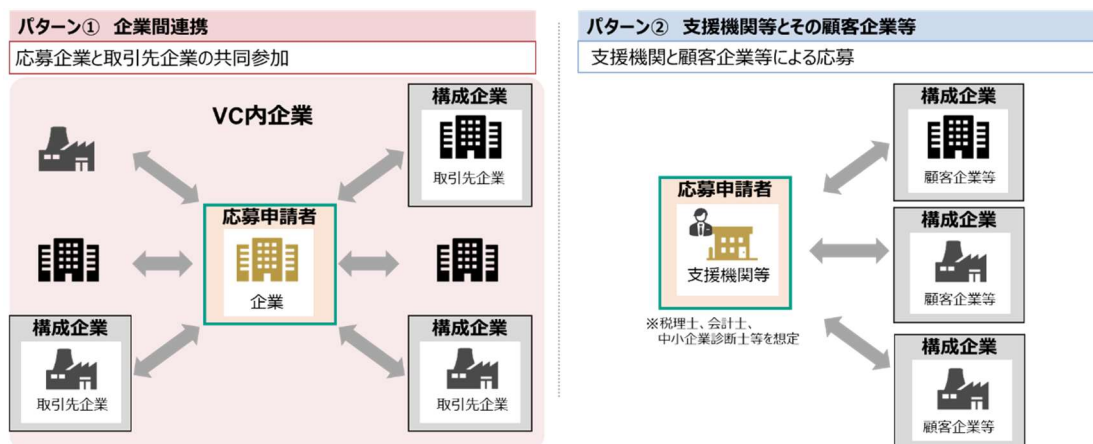 パターン① 企業間連携
応募企業と取引先企業の共同参加
VC内企業
構成企業
取引先企業
応募申請者
企業
構成企業
取引先企業
構成企業
取引先企業
パターン② 支援機関等とその顧客企業等
支援機関と顧客企業等による応募
構成企業
顧客企業等
応募申請者
支援機関等
※税理士、会計士、
中小企業診断士等を想定
構成企業
顧客企業等
構成企業
顧客企業等